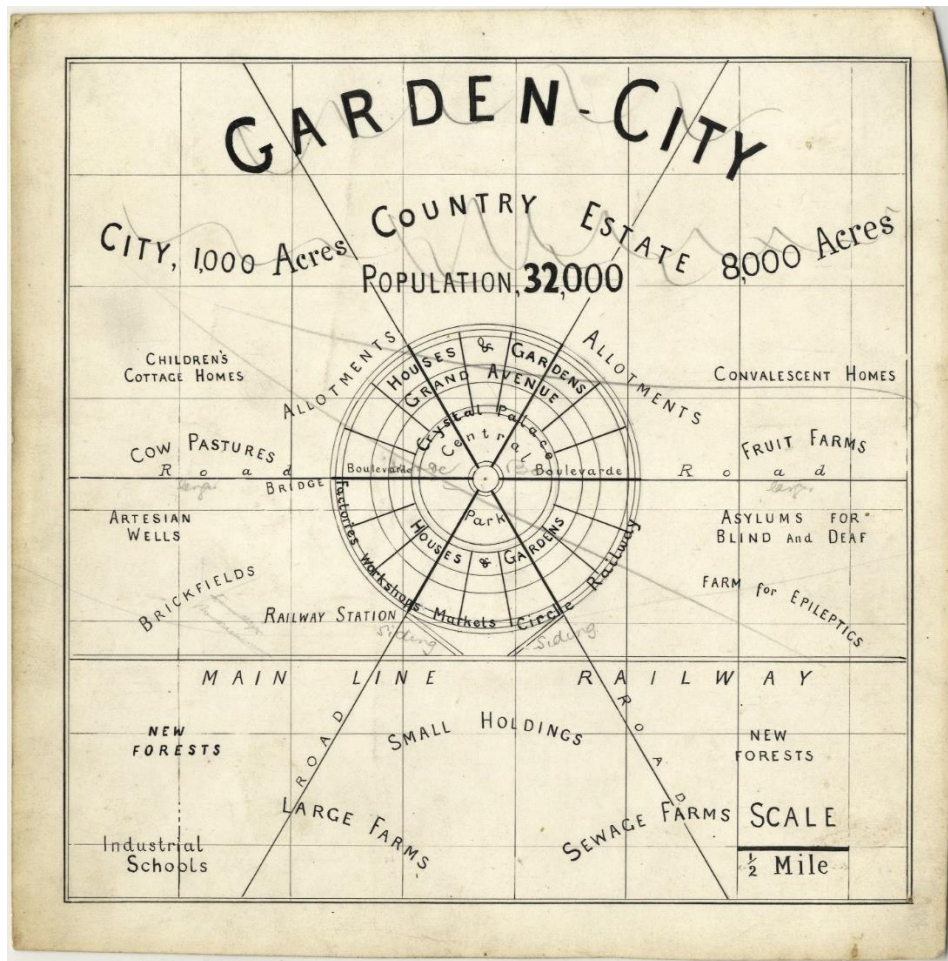 GARDEN-CITY
COUNTRY ESTATE
CITY, 1,000 Acres
8,000 Acres
POPULATION, 32,000
ALLOTMENTS
ALLOTMENTS
CHILDREN'S
COTTAGE HOMES
CONVALESCENT HOMES
HOUSES & GARDENS
GRAND AVENUE
Crystal Palace
Central
Park
COW PASTURES
FRUIT FARMS
Road
Boulevarde
Boulevarde
Road
large
large
BRIDGE
ARTESIAN
WELLS
ASYLUMS FOR
BLIND and DEAF
HOUSES & GARDENS
Factories Workshops Markets Circle Railway
BRICKFIELDS
FARM for EPILEPTICS
RAILWAY STATION
Siding
Siding
MAIN LINE RAILWAY
ROAD
ROAD
NEW
FORESTS
SMALL HOLDINGS
NEW
FORESTS
LARGE FARMS
SEWAGE FARMS
SCALE
½ Mile
Industrial
Schools